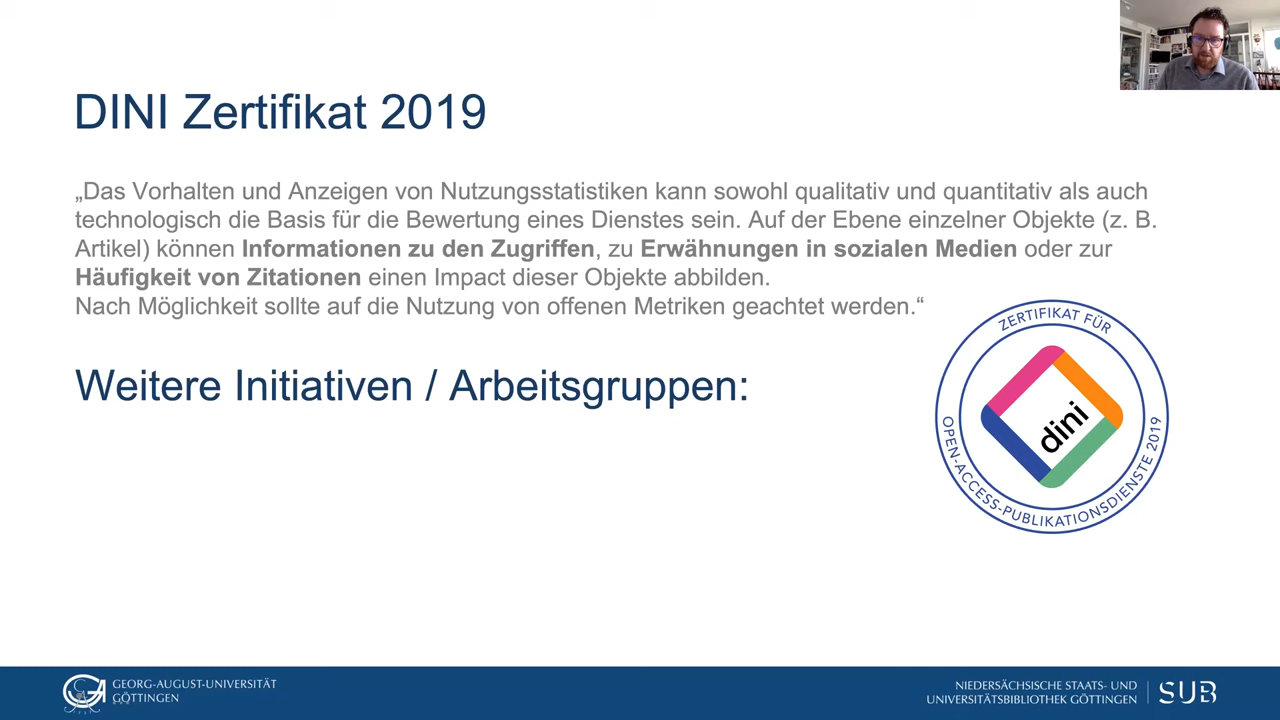 DINI Zertifikat 2019
„Das Vorhalten und Anzeigen von Nutzungsstatistiken kann sowohl qualitativ und quantitativ als auch
technologisch die Basis für die Bewertung eines Dienstes sein. Auf der Ebene einzelner Objekte (z. B.
Artikel) können Informationen zu den Zugriffen, zu Erwähnungen in sozialen Medien oder zur
Häufigkeit von Zitationen einen Impact dieser Objekte abbilden.
Nach Möglichkeit sollte auf die Nutzung von offenen Metriken geachtet werden.“
Weitere Initiativen / Arbeitsgruppen:
ZERTIFIKAT FÜR
dini
OPEN-ACCESS-PUBLIKATIONSDIENSTE 2019
GEORG-AUGUST-UNIVERSITÄT
GÖTTINGEN
NIEDERSÄCHSISCHE STAATS- UND
UNIVERSITÄTSBIBLIOTHEK GÖTTINGEN
SUB